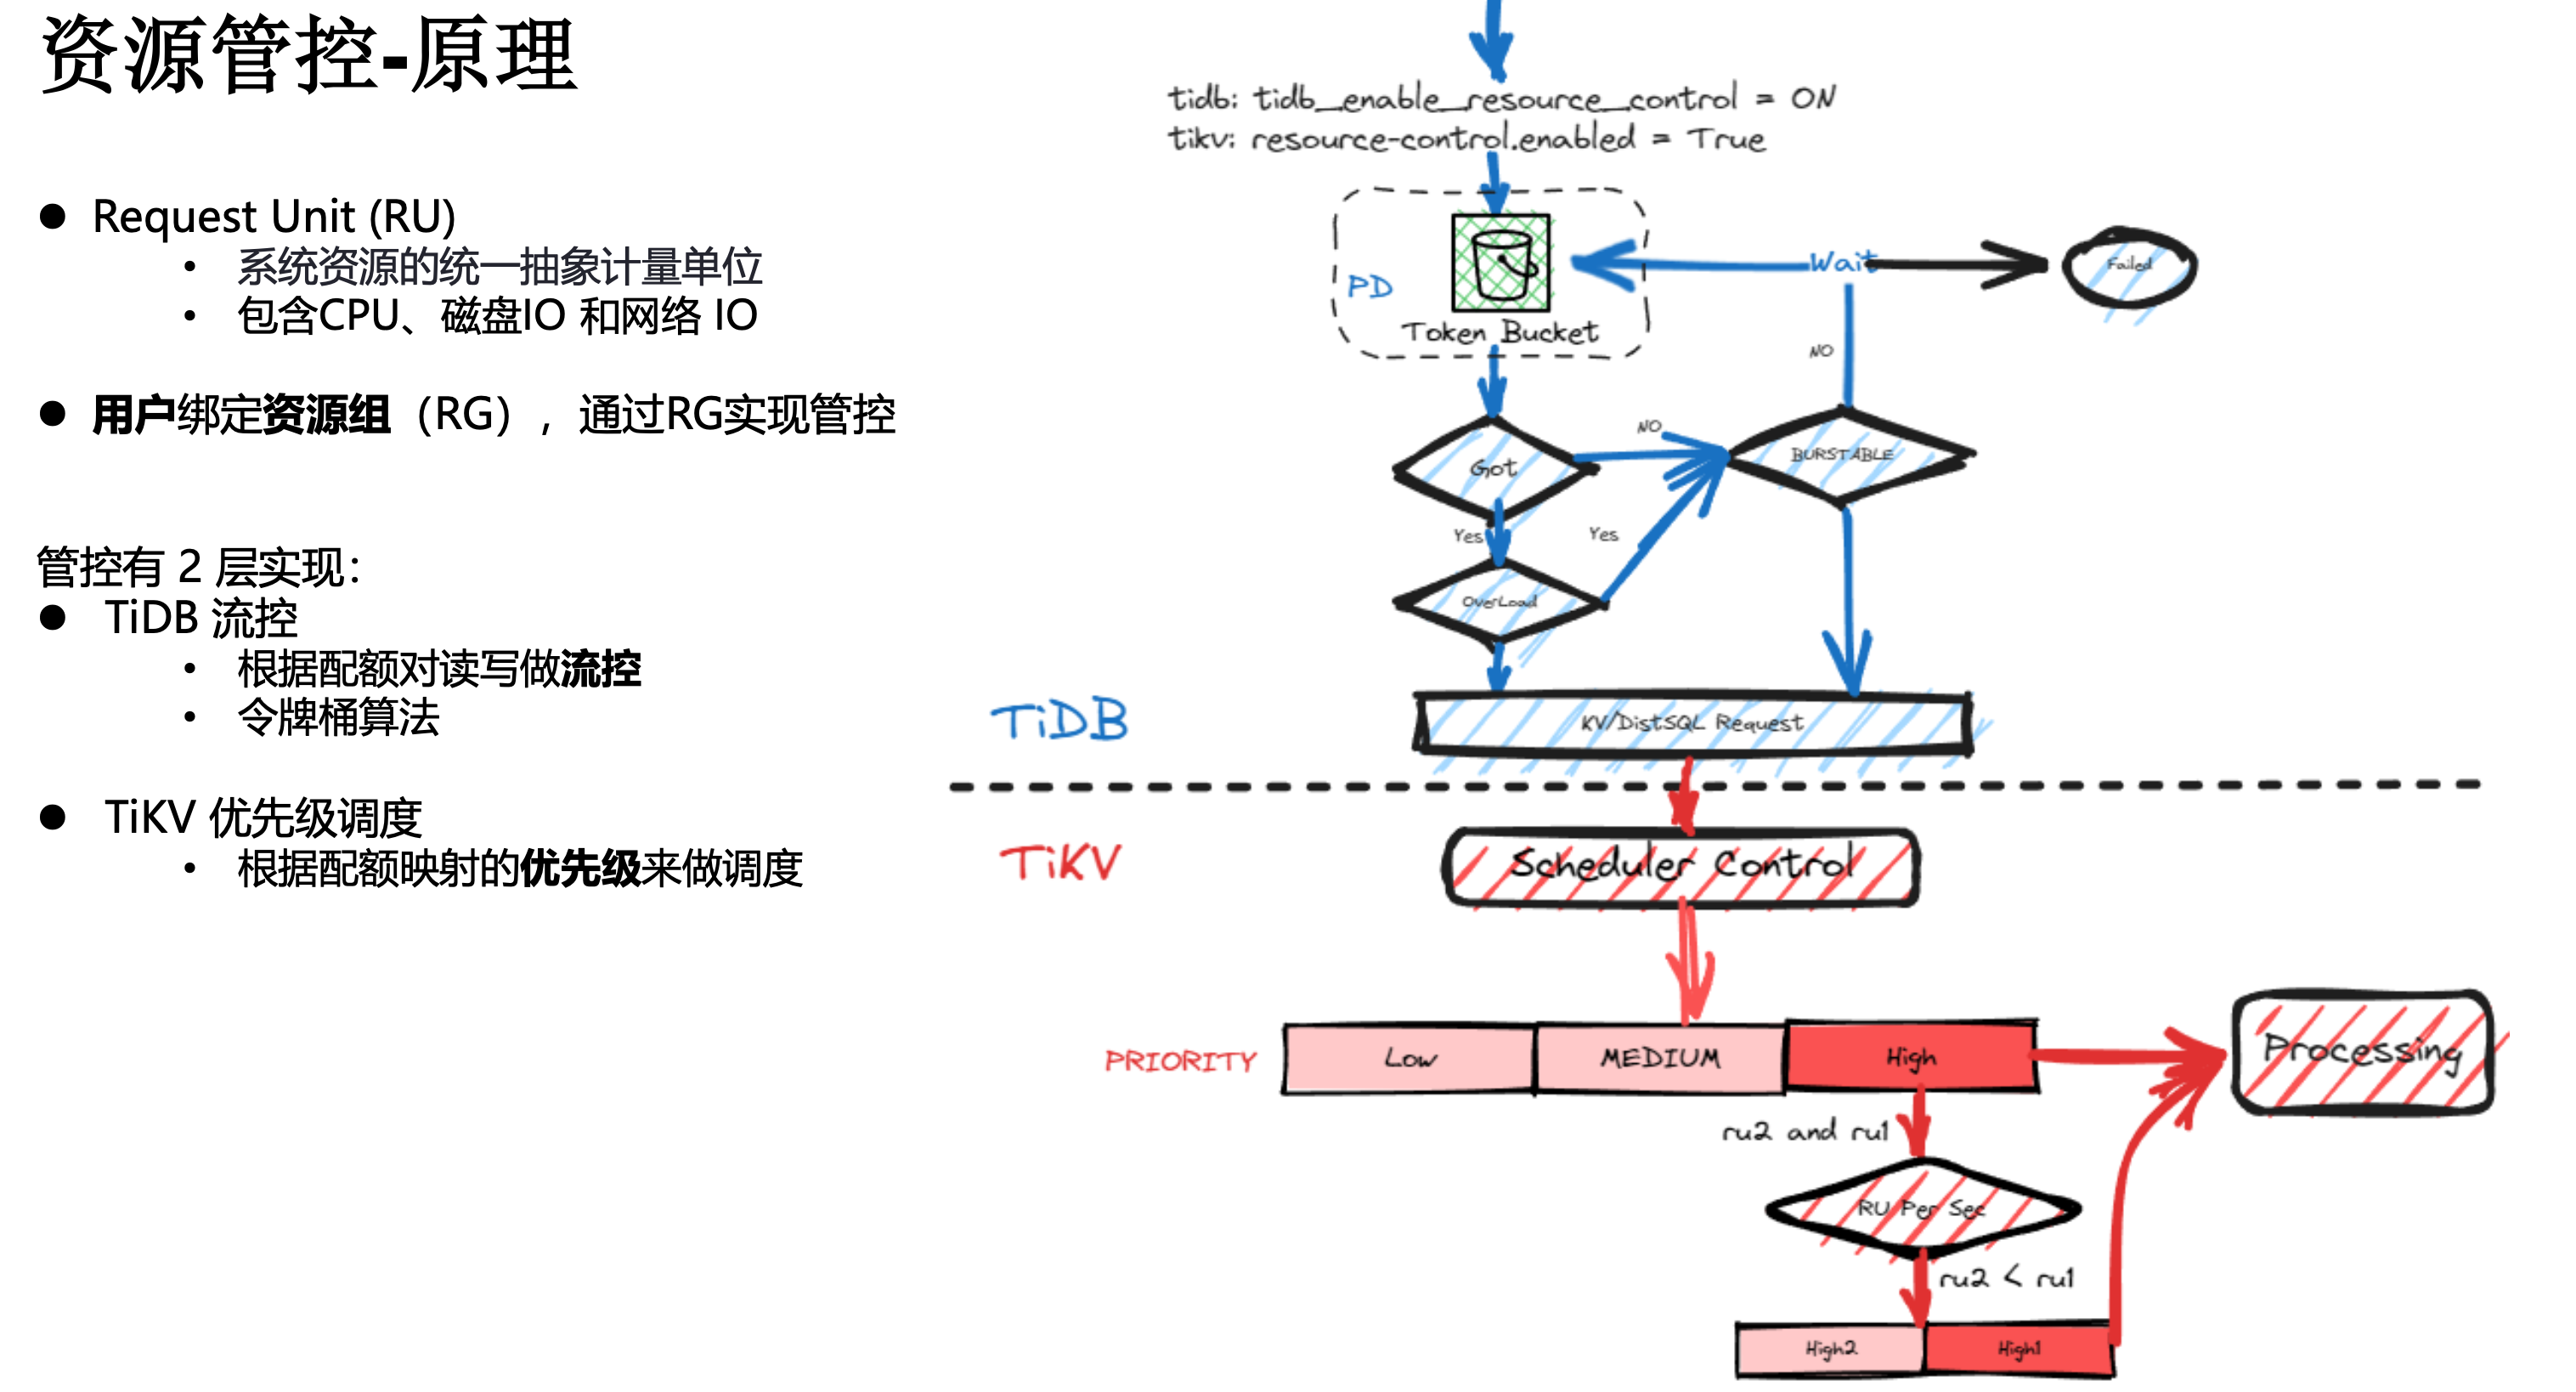 资源管控-原理
Request Unit (RU)
系统资源的统一抽象计量单位
包含CPU、磁盘IO 和网络 IO
用户绑定资源组（RG），通过RG实现管控
管控有 2 层实现：
TiDB 流控
根据配额对读写做流控
令牌桶算法
TiKV 优先级调度
根据配额映射的优先级来做调度
tidb: tidb_enable_resource_control = ON
tikv: resource-control.enabled = True
PD
Token Bucket
Wait
Failed
NO
Got
NO
BURSTABLE
Yes
Yes
OverLoad
TiDB
KV/DistSQL Request
TiKV
Scheduler Control
PRIORITY
Low
MEDIUM
High
Processing
ru2 and ru1
RU Per Sec
ru2 < ru1
High2
High1